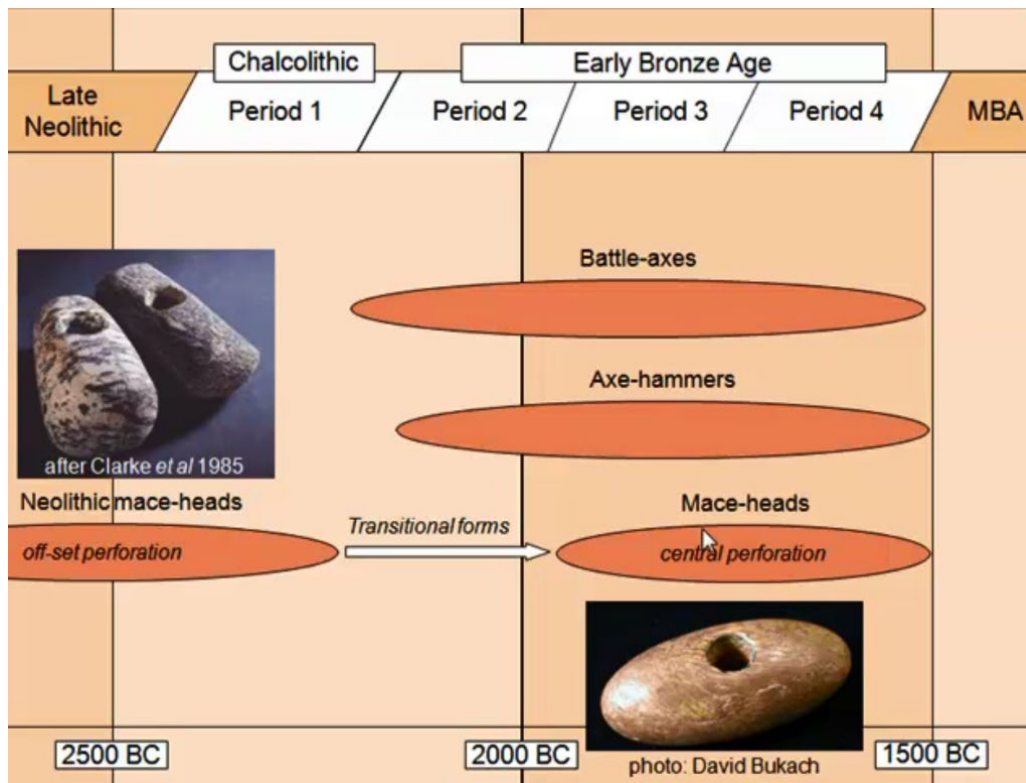 Chalcolithic
Early Bronze Age
Late
Neolithic
Period 1
Period 2
Period 3
Period 4
MBA
Battle-axes
Axe-hammers
after Clarke et al 1985
Neolithic mace-heads
off-set perforation
Transitional forms
Mace-heads
central perforation
2500 BC
2000 BC
1500 BC
photo: David Bukach